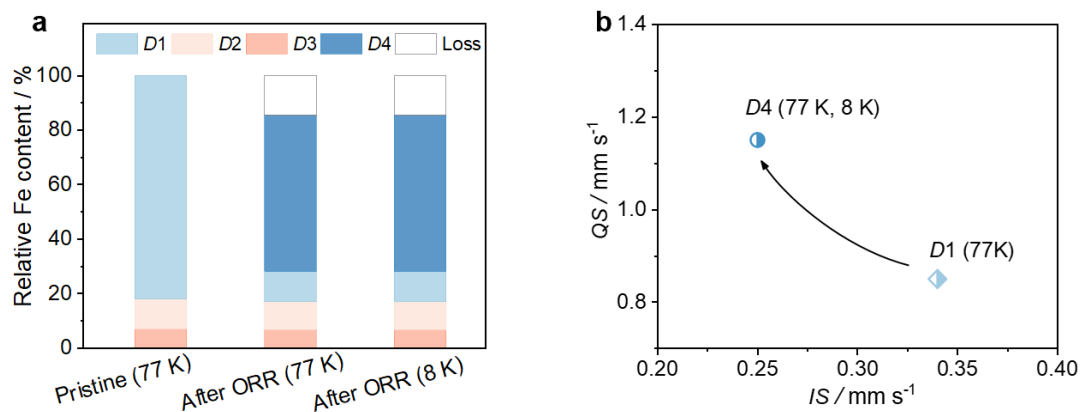 a
D1 D2 D3 D4 Loss
Relative Fe content / %
100
80
60
40
20
0
Pristine (77 K)
After ORR (77 K)
After ORR (8 K)
b
QS / mm s⁻¹
1.4
1.2
1.0
0.8
D4 (77 K, 8 K)
D1 (77K)
0.20 0.25 0.30 0.35 0.40
IS / mm s⁻¹